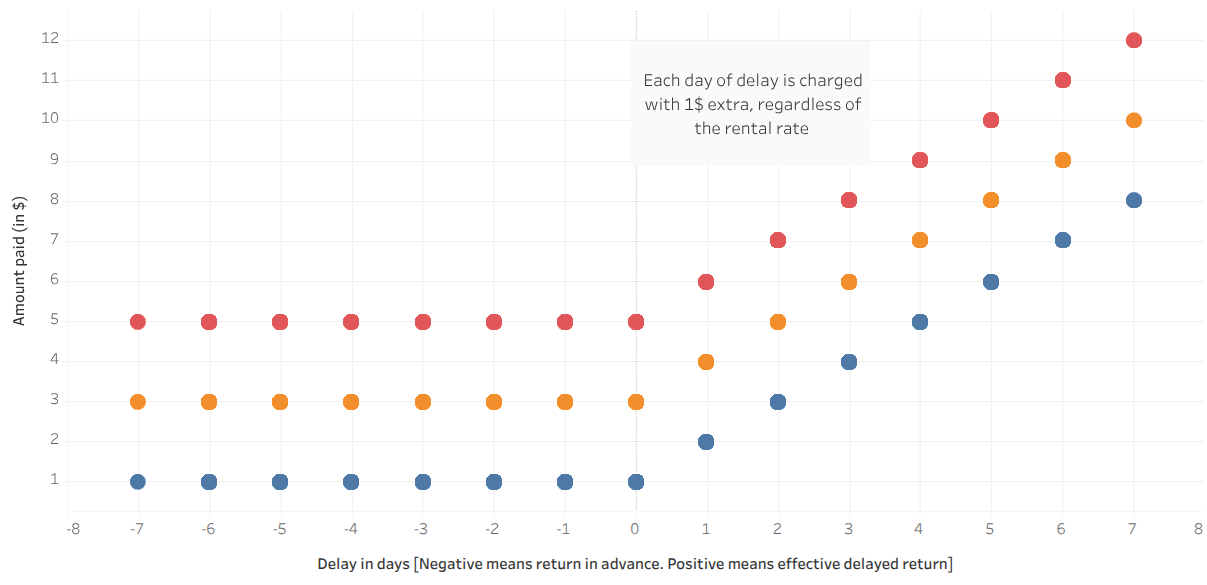 12
11
10
9
8
7
6
5
4
3
2
1
Amount paid (in $)
Each day of delay is charged
with 1$ extra, regardless of
the rental rate
-8 -7 -6 -5 -4 -3 -2 -1 0 1 2 3 4 5 6 7 8
Delay in days [Negative means return in advance. Positive means effective delayed return]